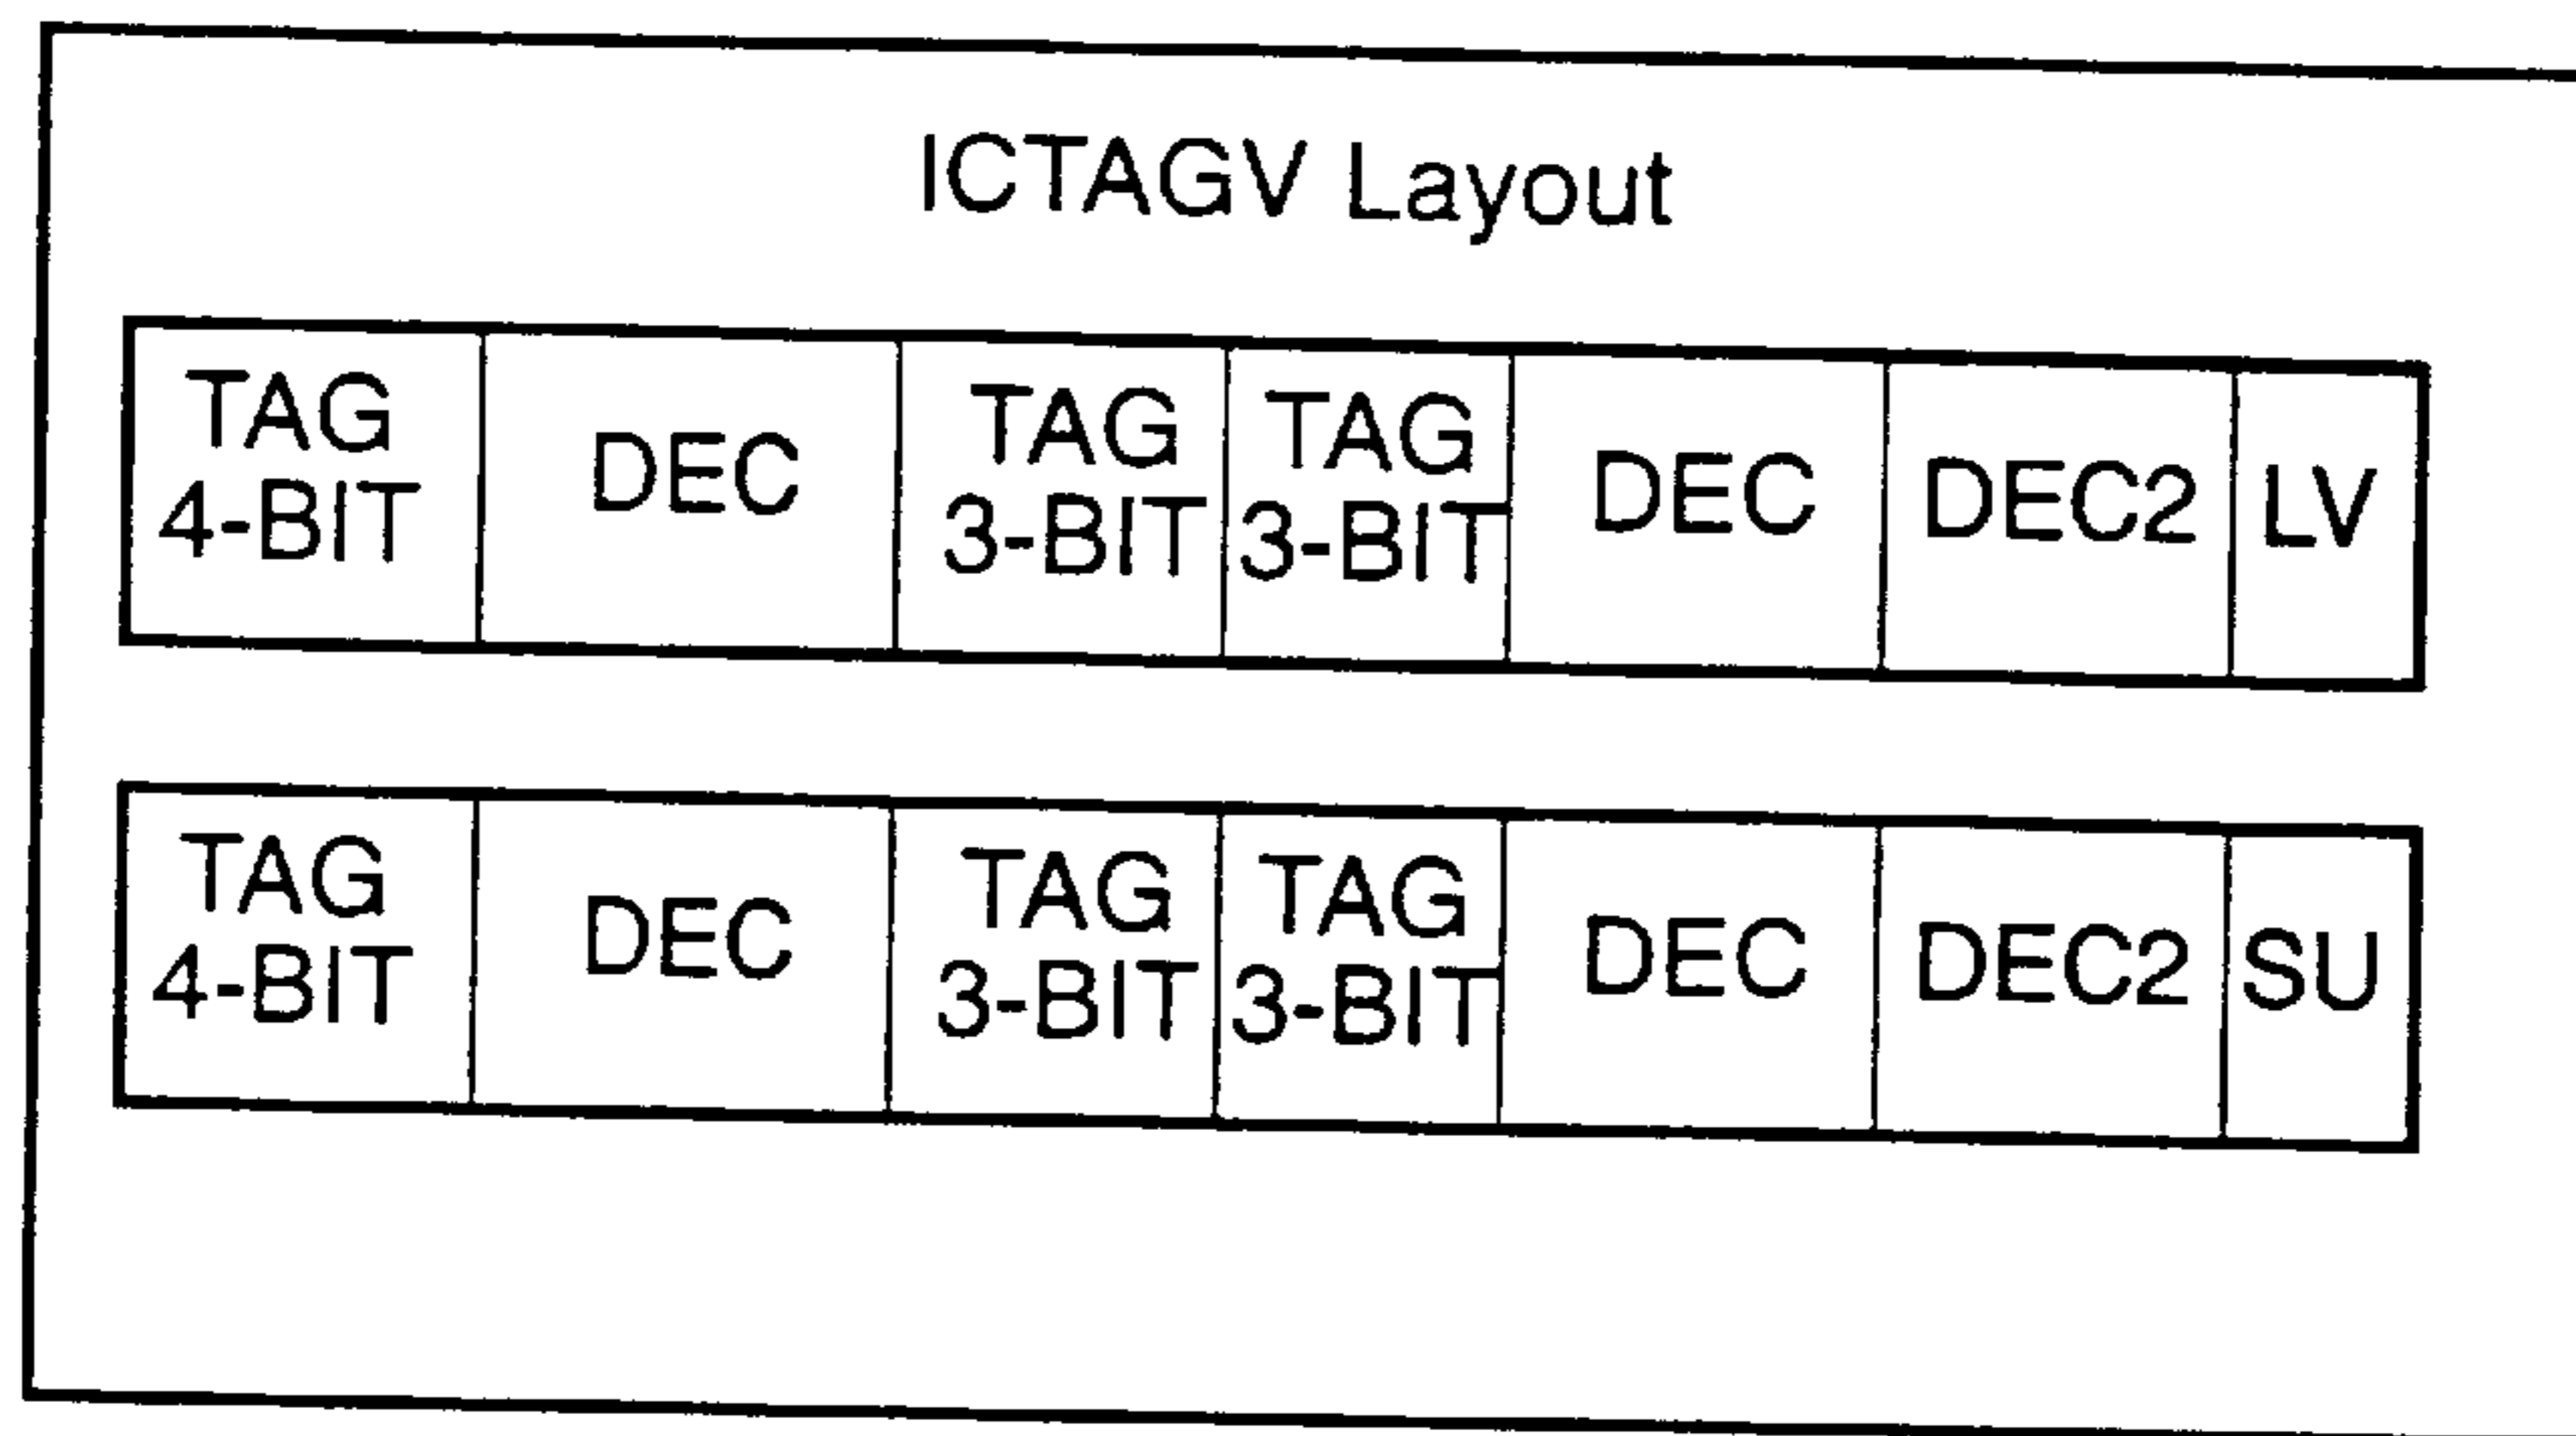 ICTAGV Layout
TAG
4-BIT
DEC
TAG
3-BIT
TAG
3-BIT
DEC
DEC2
LV
TAG
4-BIT
DEC
TAG
3-BIT
TAG
3-BIT
DEC
DEC2
SU